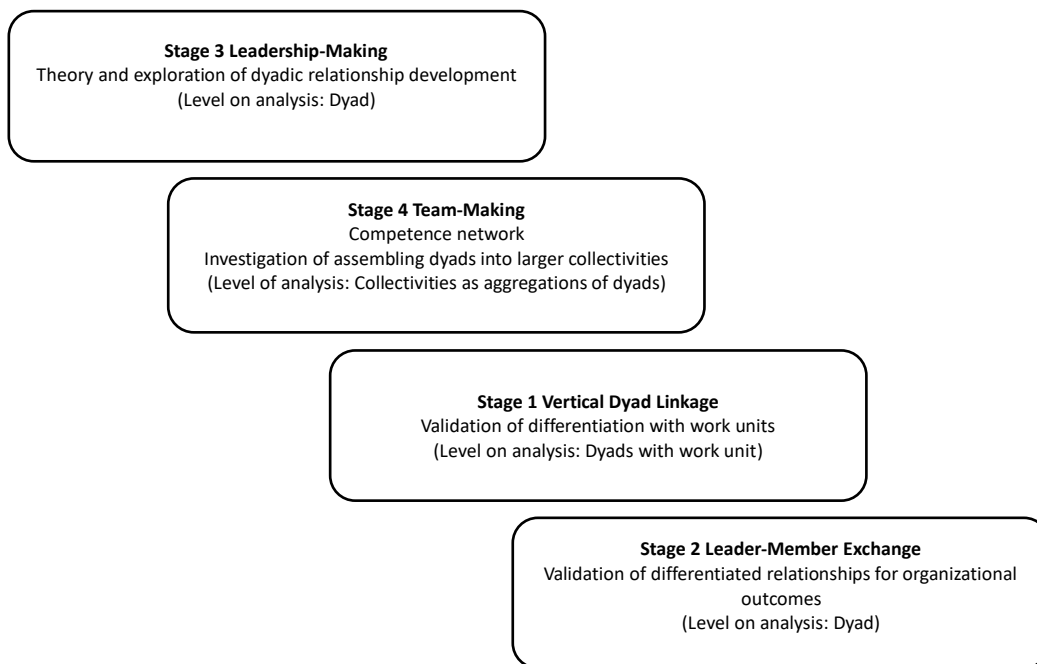 Stage 3 Leadership-Making
Theory and exploration of dyadic relationship development
(Level on analysis: Dyad)
Stage 4 Team-Making
Competence network
Investigation of assembling dyads into larger collectivities
(Level of analysis: Collectivities as aggregations of dyads)
Stage 1 Vertical Dyad Linkage
Validation of differentiation with work units
(Level on analysis: Dyads with work unit)
Stage 2 Leader-Member Exchange
Validation of differentiated relationships for organizational
outcomes
(Level on analysis: Dyad)